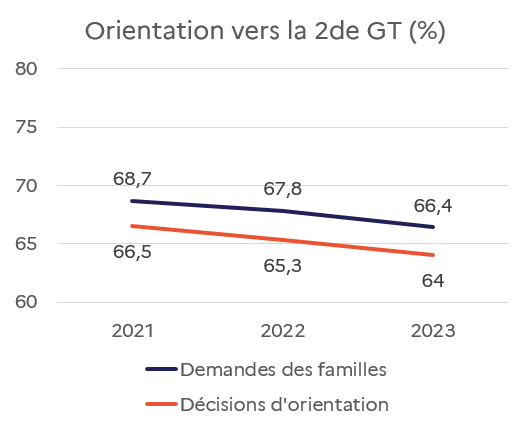 Orientation vers la 2de GT (%)
80
75
70
65
60
68,7
67,8
66,4
66,5
65,3
64
2021 2022 2023
Demandes des familles
Décisions d'orientation